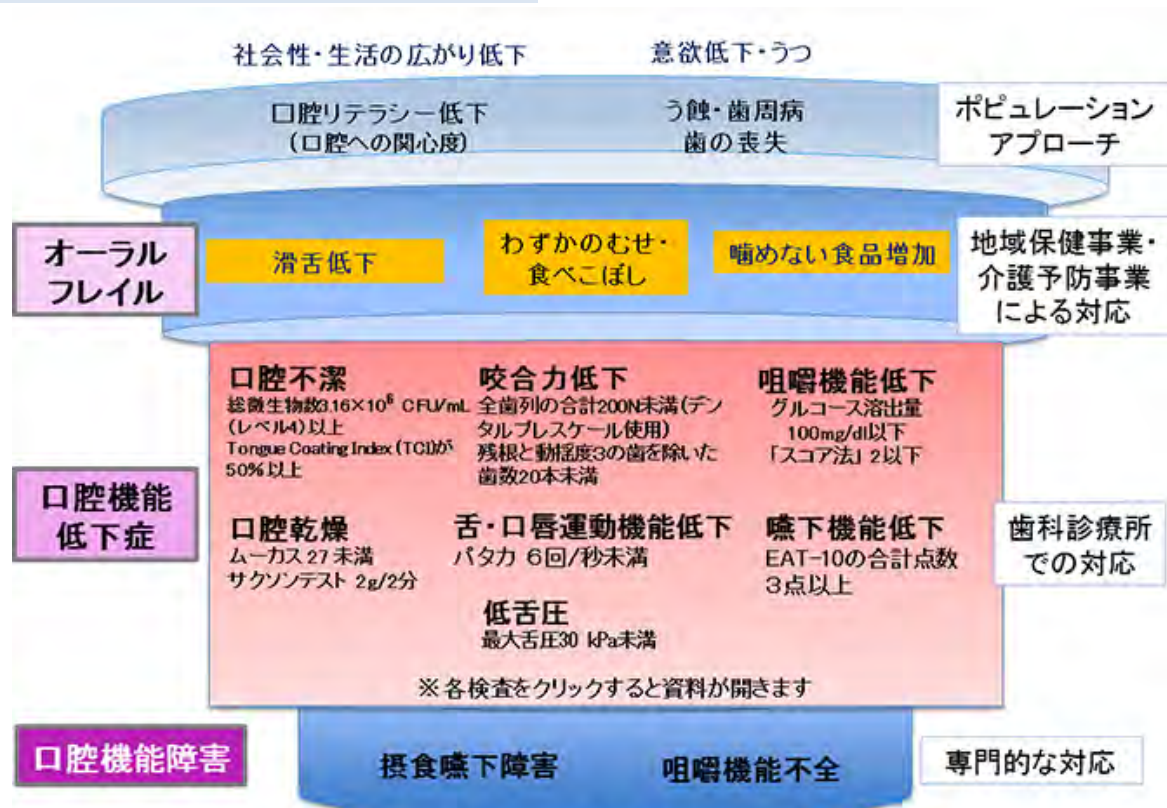 社会性・生活の広がり低下
意欲低下・うつ
口腔リテラシー低下
(口腔への関心度)
う蝕・歯周病
歯の喪失
ポピュレーション
アプローチ
オーラル
フレイル
滑舌低下
わずかのむせ・
食べこぼし
噛めない食品増加
地域保健事業・
介護予防事業
による対応
口腔機能
低下症
口腔不潔
総微生物数3.16×10⁶ CFU/mL
(レベル4)以上
Tongue Coating Index (TCI)が
50%以上
咬合力低下
全歯列の合計200N未満(デン
タルプレスケール使用)
残根と動揺度3の歯を除いた
歯数20本未満
咀嚼機能低下
グルコース溶出量
100mg/dl以下
「スコア法」2以下
口腔乾燥
ムーカス27未満
サクソンテスト 2g/2分
舌・口唇運動機能低下
パタカ 6回/秒未満
嚥下機能低下
EAT-10の合計点数
3点以上
低舌圧
最大舌圧30 kPa未満
※各検査をクリックすると資料が開きます
歯科診療所
での対応
口腔機能障害
摂食嚥下障害
咀嚼機能不全
専門的な対応